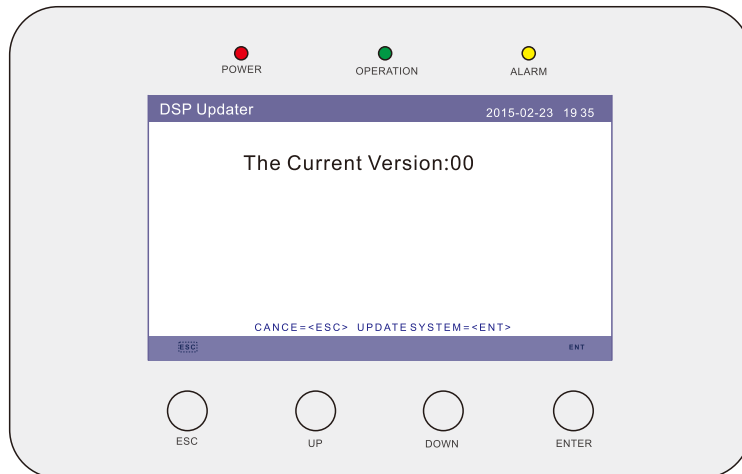 POWER OPERATION ALARM
DSP Updater 2015-02-23 19 35
The Current Version:00
CANCE=<ESC> UPDATE SYSTEM=<ENT>
ESC ENT
ESC UP DOWN ENTER